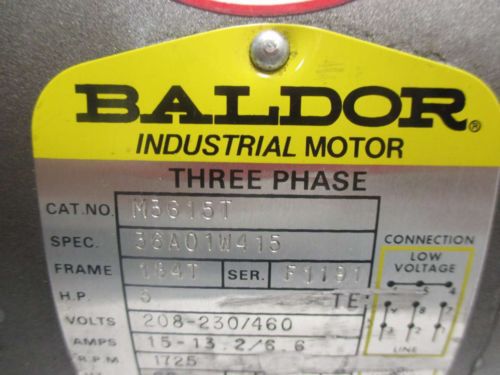 BALDOR®
INDUSTRIAL MOTOR
THREE PHASE
CAT.NO. M3615T
SPEC. 36A01W415
FRAME 184T SER. F1191
H.P. 5 TE
VOLTS 208-230/460
AMPS 15-13.2/6.6
R.P.M 1725
CONNECTION
LOW
VOLTAGE
LINE